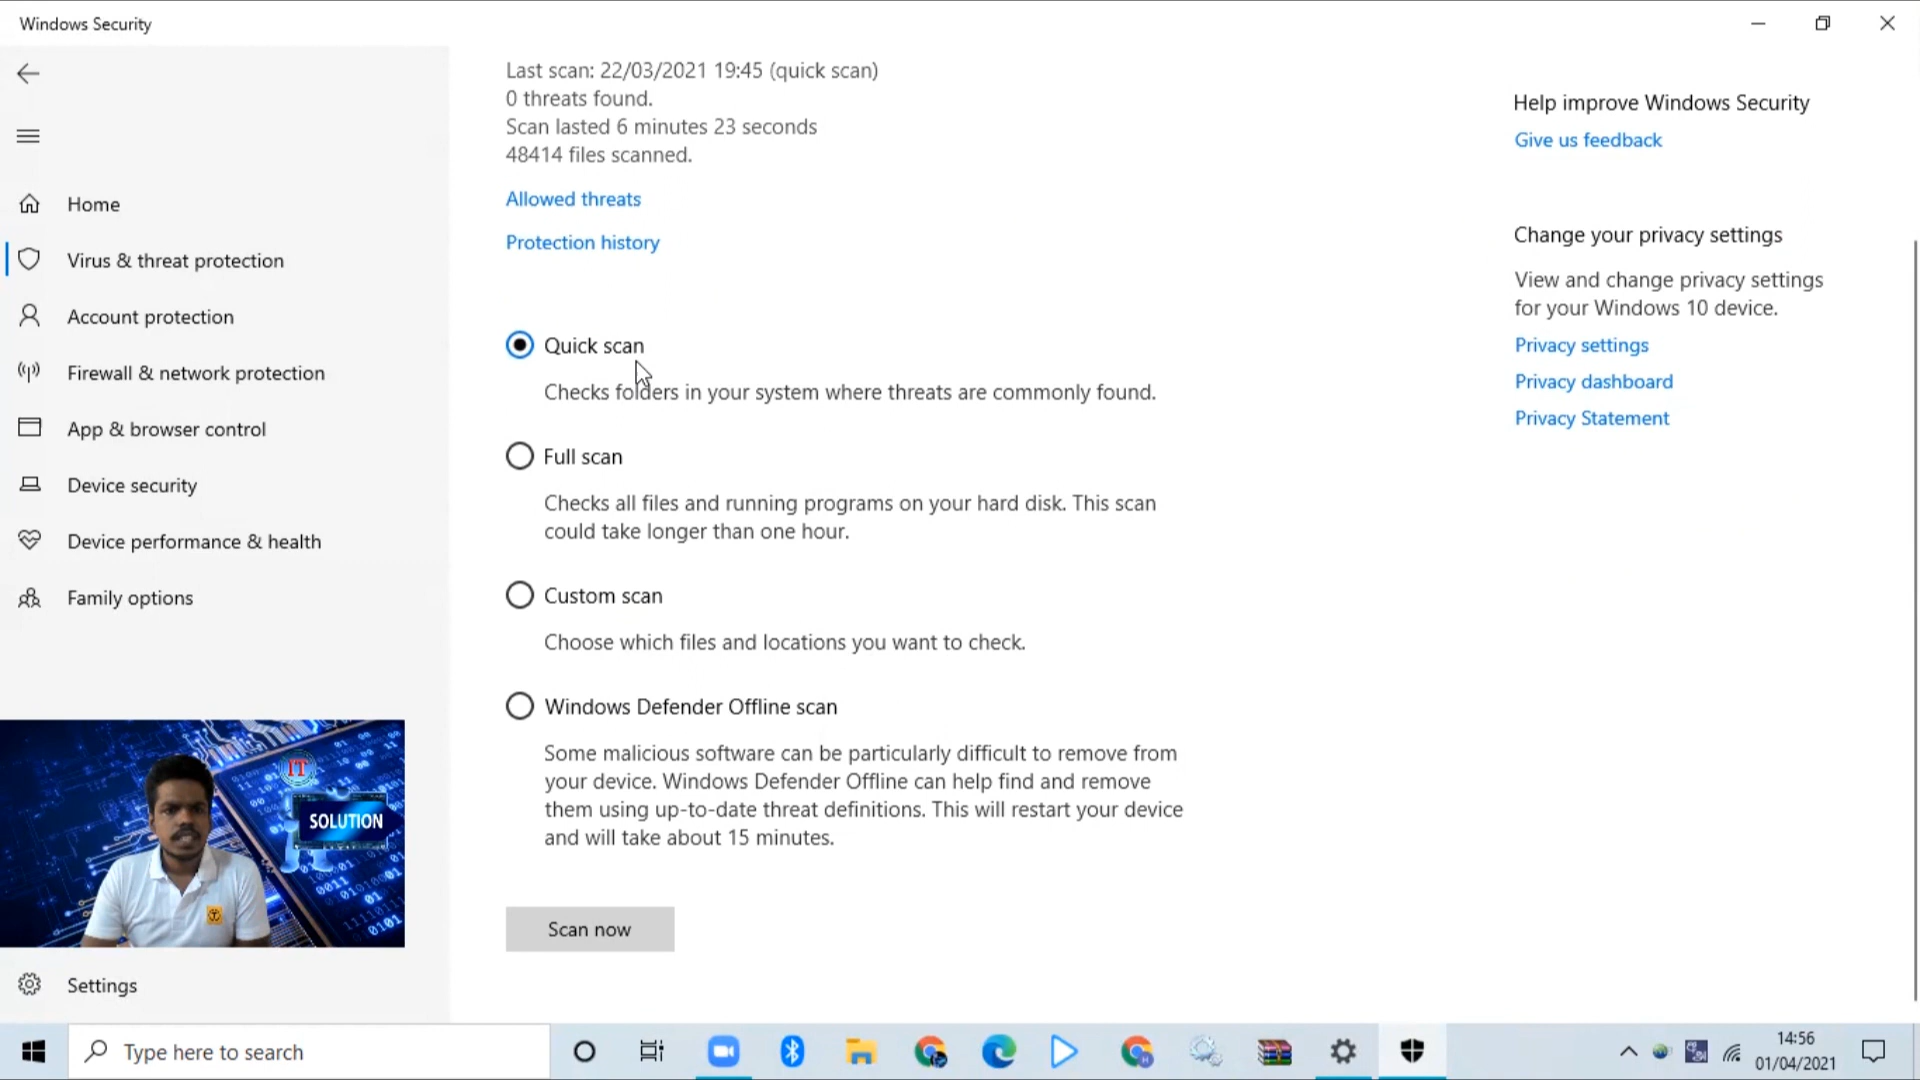 Windows Security
Last scan: 22/03/2021 19:45 (quick scan)
0 threats found.
Scan lasted 6 minutes 23 seconds
48414 files scanned.
Allowed threats
Protection history
Quick scan
Checks folders in your system where threats are commonly found.
Full scan
Checks all files and running programs on your hard disk. This scan
could take longer than one hour.
Custom scan
Choose which files and locations you want to check.
Windows Defender Offline scan
Some malicious software can be particularly difficult to remove from
your device. Windows Defender Offline can help find and remove
them using up-to-date threat definitions. This will restart your device
and will take about 15 minutes.
Scan now
Help improve Windows Security
Give us feedback
Change your privacy settings
View and change privacy settings
for your Windows 10 device.
Privacy settings
Privacy dashboard
Privacy Statement
Home
Virus & threat protection
Account protection
Firewall & network protection
App & browser control
Device security
Device performance & health
Family options
IT
SOLUTION
Settings
Type here to search
14:56
01/04/2021